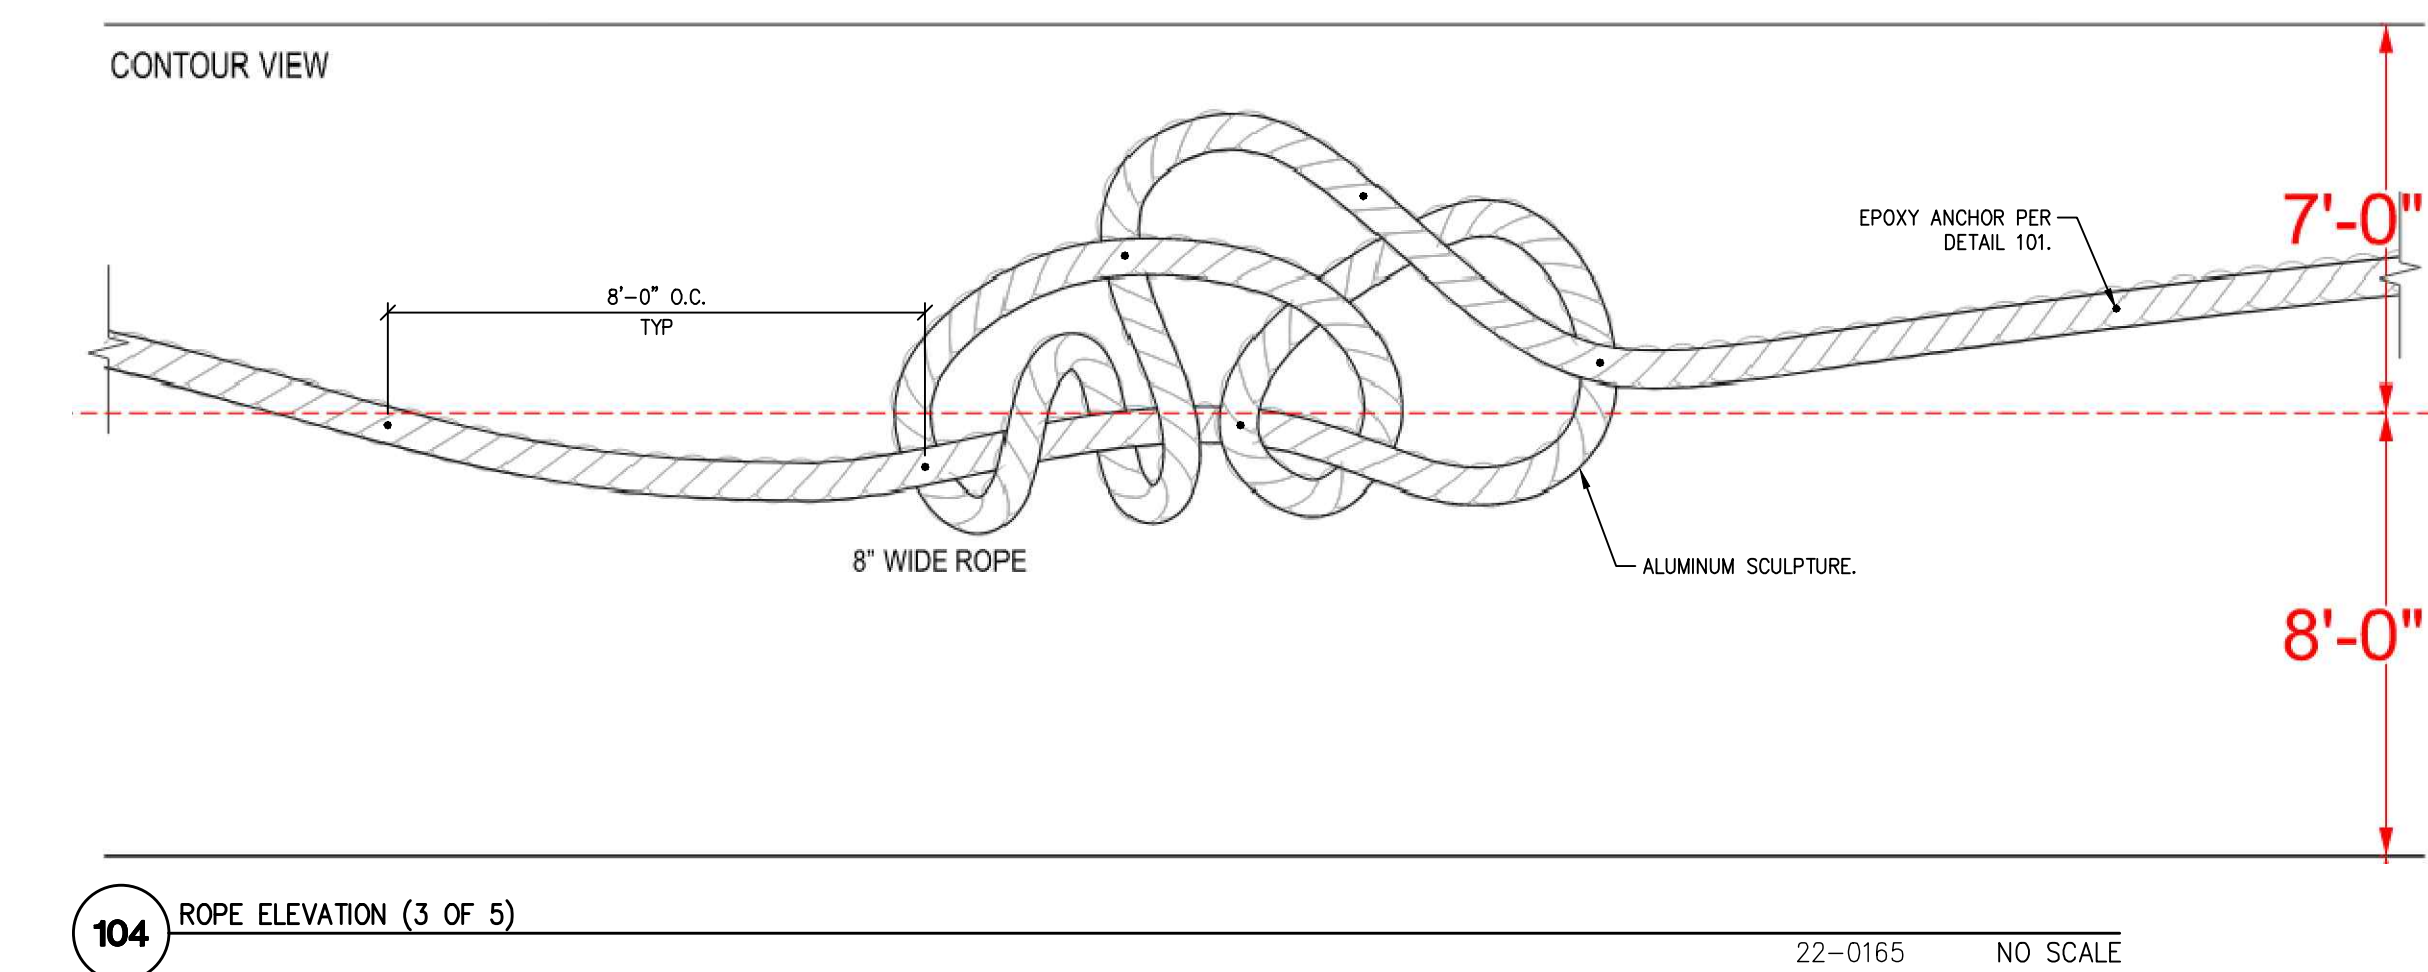 CONTOUR VIEW
7'-0"
EPOXY ANCHOR PER
DETAIL 101.
8'-0" O.C.
TYP
8" WIDE ROPE
ALUMINUM SCULPTURE.
8'-0"
104
ROPE ELEVATION (3 OF 5)
22-0165
NO SCALE